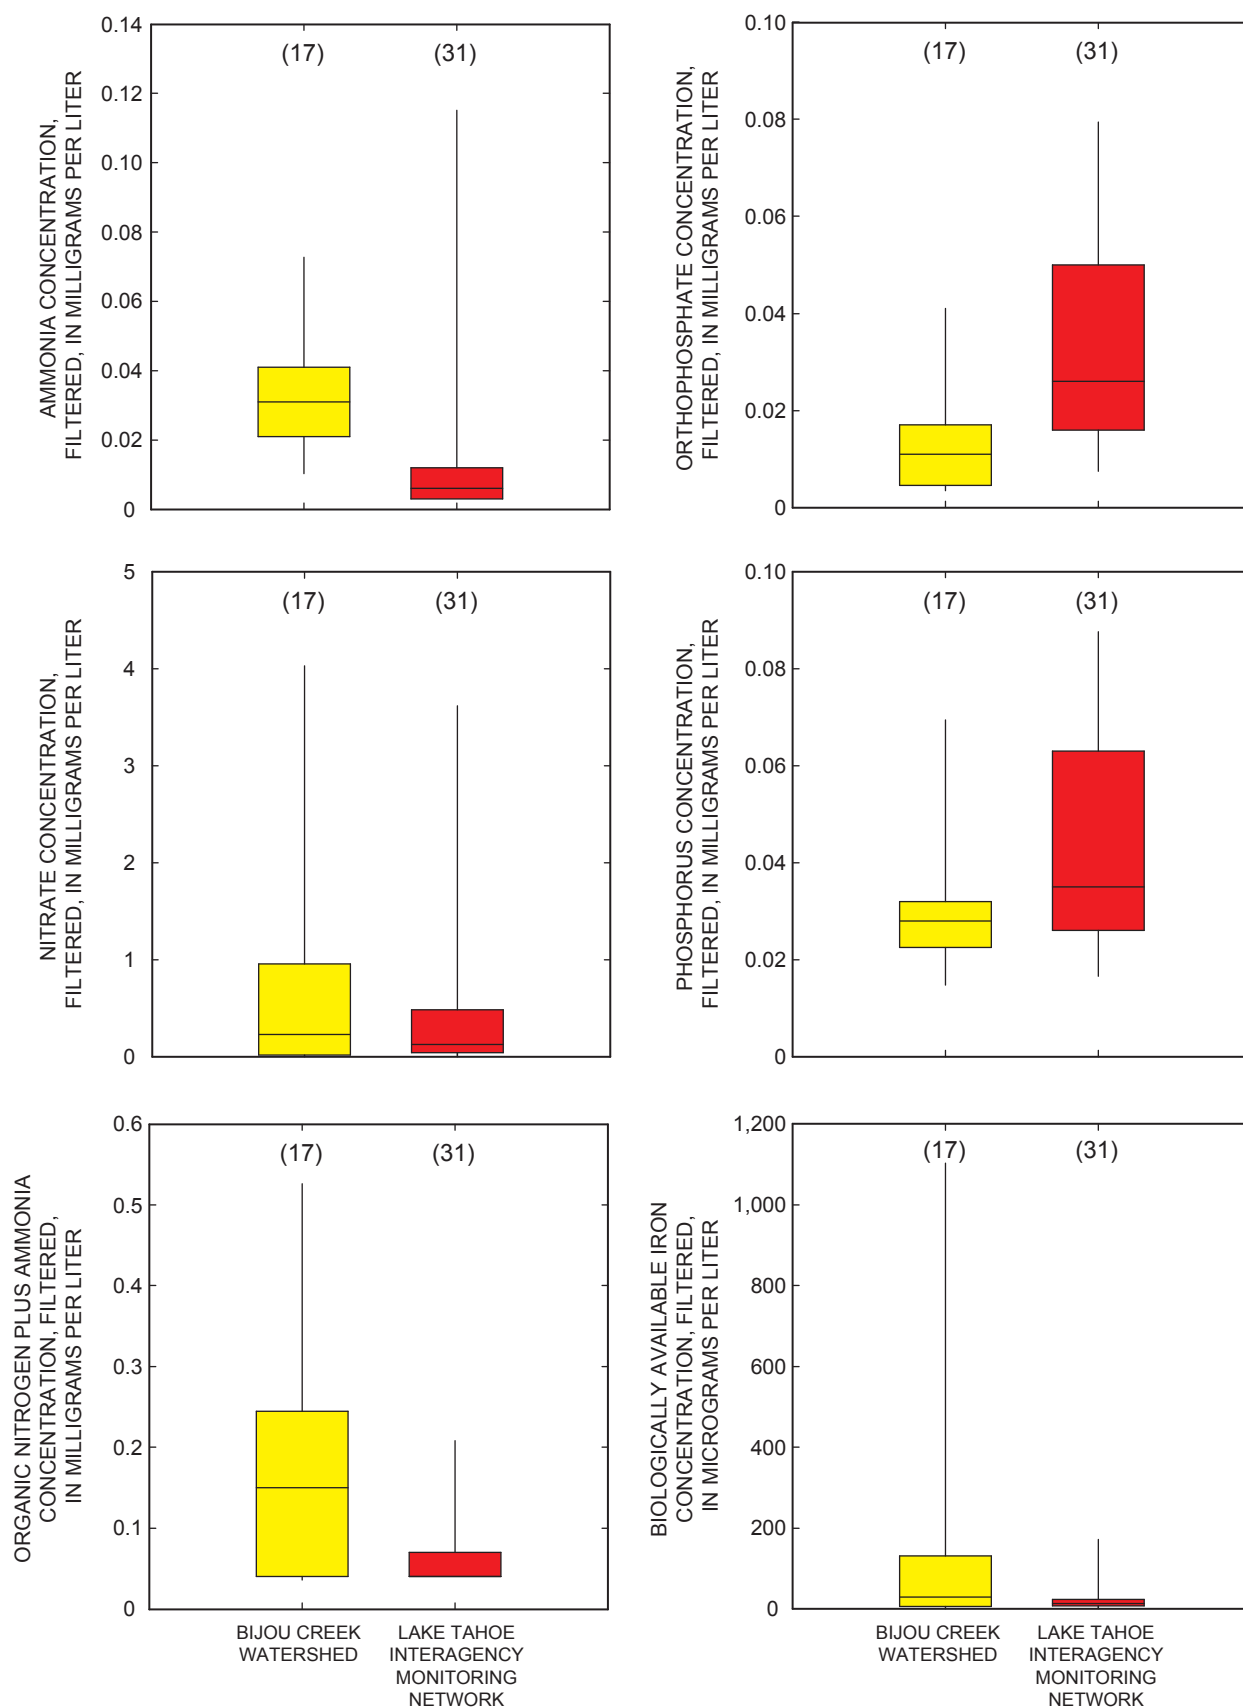 AMMONIA CONCENTRATION,
FILTERED, IN MILLIGRAMS PER LITER
0.14
0.12
0.10
0.08
0.06
0.04
0.02
0
(17)
(31)
ORTHOPHOSPHATE CONCENTRATION,
FILTERED, IN MILLIGRAMS PER LITER
0.10
0.08
0.06
0.04
0.02
0
(17)
(31)
NITRATE CONCENTRATION,
FILTERED, IN MILLIGRAMS PER LITER
5
4
3
2
1
0
(17)
(31)
PHOSPHORUS CONCENTRATION,
FILTERED, IN MILLIGRAMS PER LITER
0.10
0.08
0.06
0.04
0.02
0
(17)
(31)
ORGANIC NITROGEN PLUS AMMONIA
CONCENTRATION, FILTERED,
IN MILLIGRAMS PER LITER
0.6
0.5
0.4
0.3
0.2
0.1
0
(17)
(31)
BIJOU CREEK
WATERSHED
LAKE TAHOE
INTERAGENCY
MONITORING
NETWORK
BIOLOGICALLY AVAILABLE IRON
CONCENTRATION, FILTERED,
IN MICROGRAMS PER LITER
1,200
1,000
800
600
400
200
0
(17)
(31)
BIJOU CREEK
WATERSHED
LAKE TAHOE
INTERAGENCY
MONITORING
NETWORK